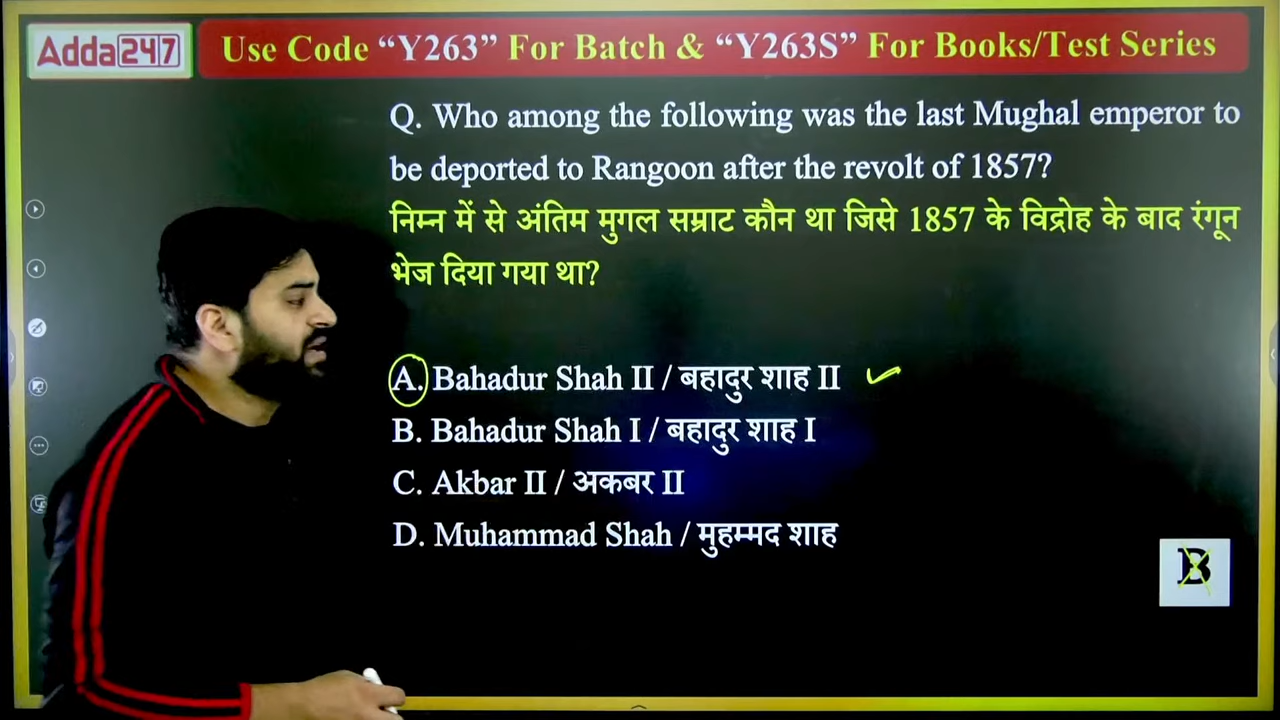 Adda247
Use Code “Y263” For Batch & “Y263S” For Books/Test Series
Q. Who among the following was the last Mughal emperor to
be deported to Rangoon after the revolt of 1857?
निम्न में से अंतिम मुगल सम्राट कौन था जिसे 1857 के विद्रोह के बाद रंगून
भेज दिया गया था?
A. Bahadur Shah II / बहादुर शाह II
B. Bahadur Shah I / बहादुर शाह I
C. Akbar II / अकबर II
D. Muhammad Shah / मुहम्मद शाह
B